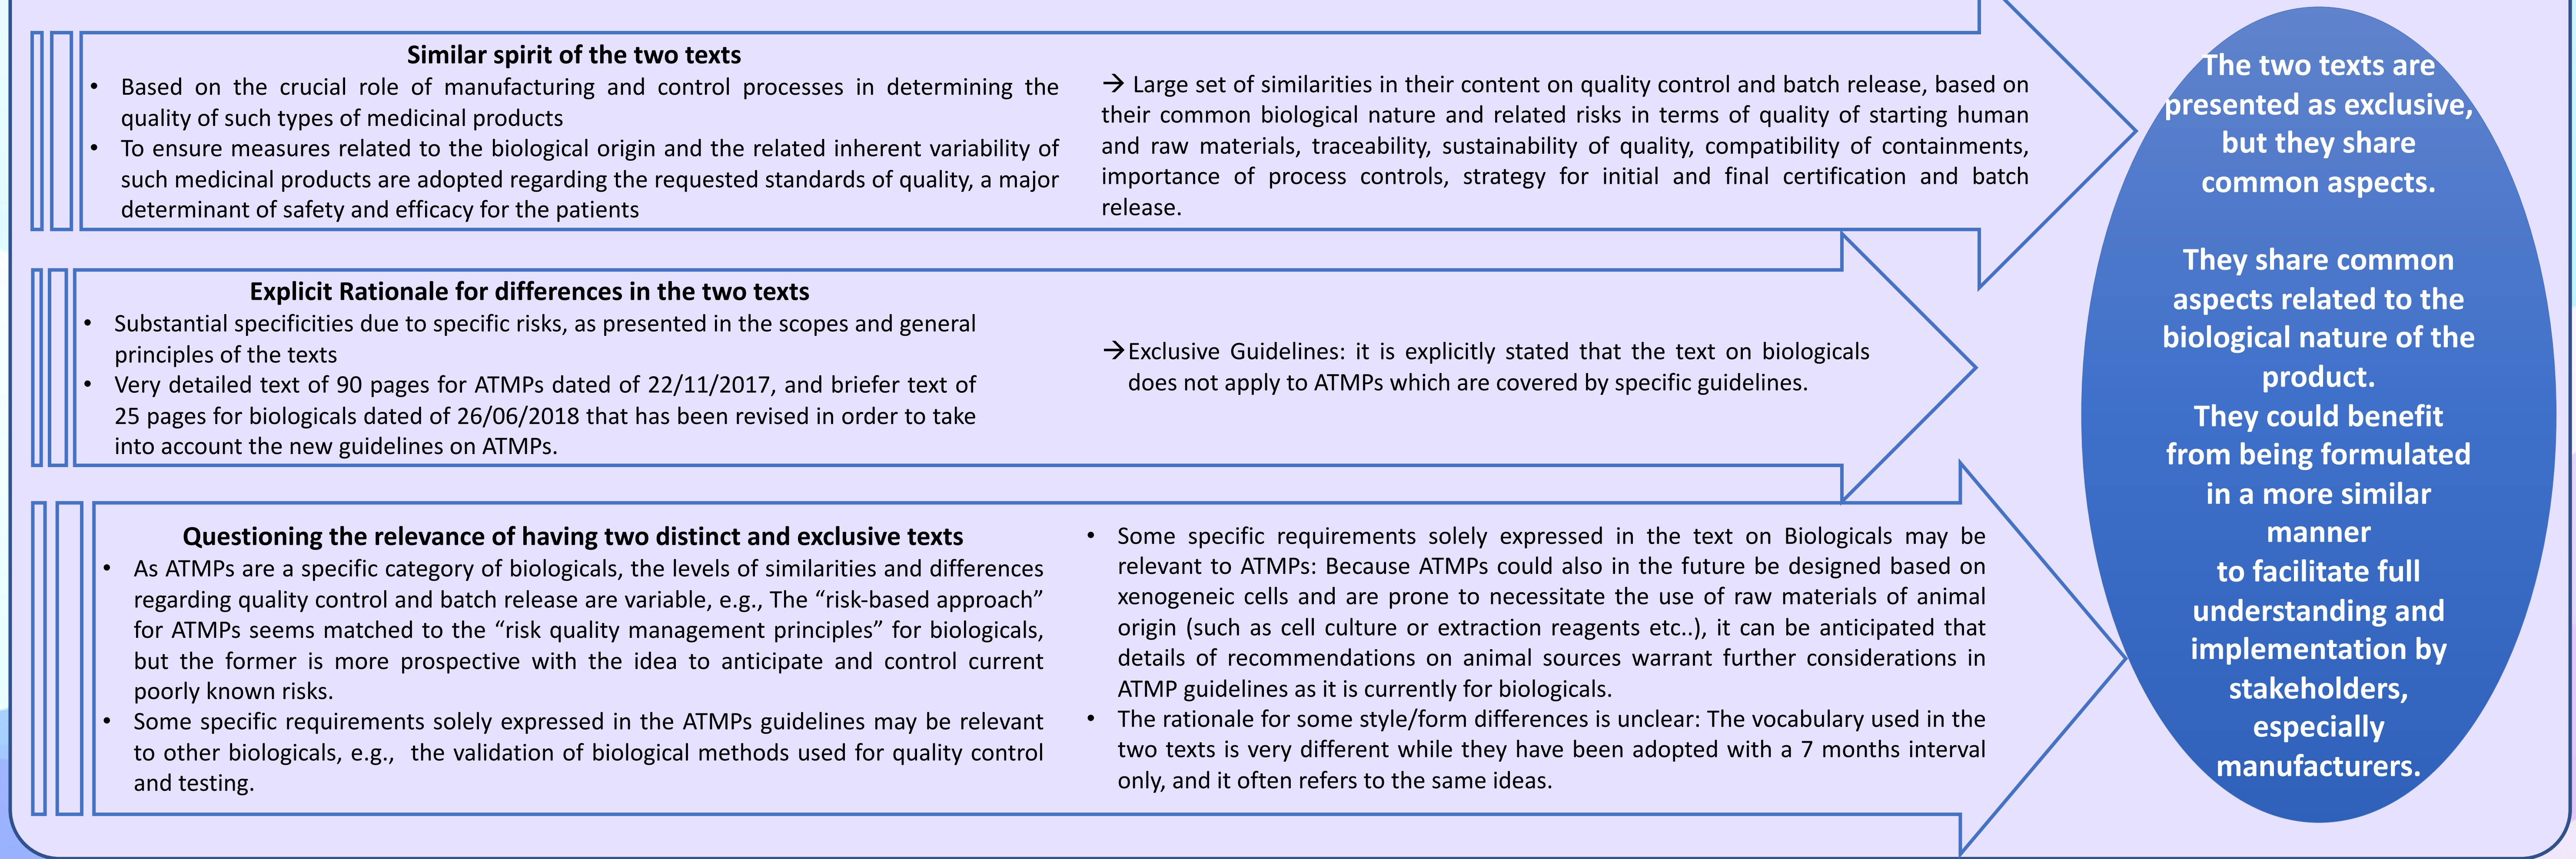 Similar spirit of the two texts
• Based on the crucial role of manufacturing and control processes in determining the
quality of such types of medicinal products
• To ensure measures related to the biological origin and the related inherent variability of
such medicinal products are adopted regarding the requested standards of quality, a major
determinant of safety and efficacy for the patients
→ Large set of similarities in their content on quality control and batch release, based on
their common biological nature and related risks in terms of quality of starting human
and raw materials, traceability, sustainability of quality, compatibility of containments,
importance of process controls, strategy for initial and final certification and batch
release.
Explicit Rationale for differences in the two texts
• Substantial specificities due to specific risks, as presented in the scopes and general
principles of the texts
• Very detailed text of 90 pages for ATMPs dated of 22/11/2017, and briefer text of
25 pages for biologicals dated of 26/06/2018 that has been revised in order to take
into account the new guidelines on ATMPs.
→Exclusive Guidelines: it is explicitly stated that the text on biologicals
does not apply to ATMPs which are covered by specific guidelines.
Questioning the relevance of having two distinct and exclusive texts
• As ATMPs are a specific category of biologicals, the levels of similarities and differences
regarding quality control and batch release are variable, e.g., The “risk-based approach”
for ATMPs seems matched to the “risk quality management principles” for biologicals,
but the former is more prospective with the idea to anticipate and control current
poorly known risks.
• Some specific requirements solely expressed in the ATMPs guidelines may be relevant
to other biologicals, e.g., the validation of biological methods used for quality control
and testing.
• Some specific requirements solely expressed in the text on Biologicals may be
relevant to ATMPs: Because ATMPs could also in the future be designed based on
xenogeneic cells and are prone to necessitate the use of raw materials of animal
origin (such as cell culture or extraction reagents etc..), it can be anticipated that
details of recommendations on animal sources warrant further considerations in
ATMP guidelines as it is currently for biologicals.
• The rationale for some style/form differences is unclear: The vocabulary used in the
two texts is very different while they have been adopted with a 7 months interval
only, and it often refers to the same ideas.
The two texts are
presented as exclusive,
but they share
common aspects.
They share common
aspects related to the
biological nature of the
product.
They could benefit
from being formulated
in a more similar
manner
to facilitate full
understanding and
implementation by
stakeholders,
especially
manufacturers.